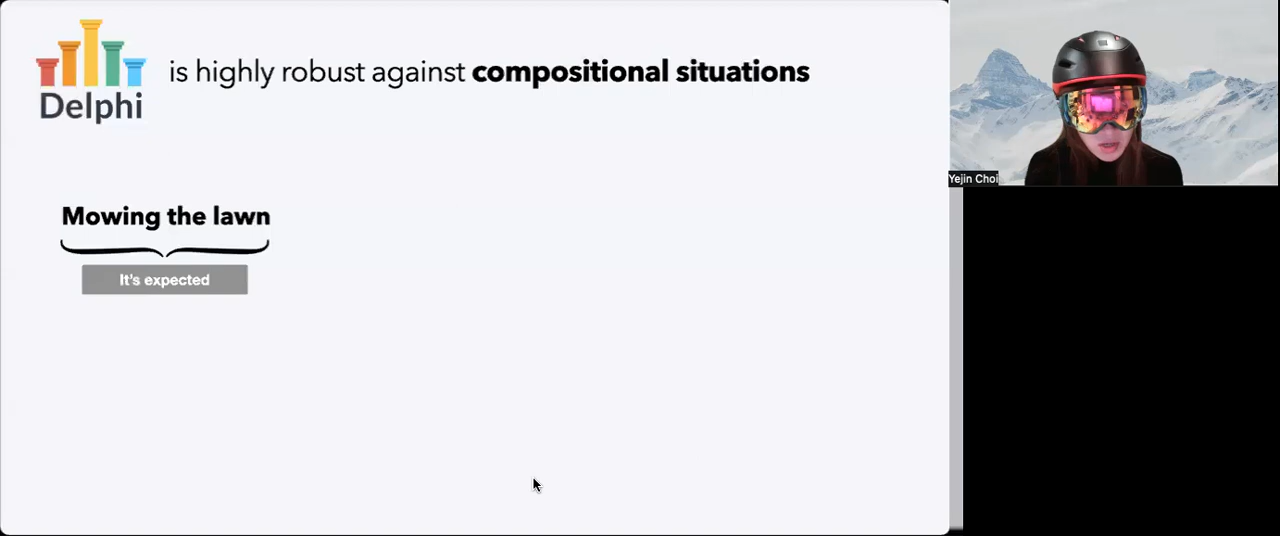 Delphi
is highly robust against compositional situations
Mowing the lawn
It's expected
Yejin Choi